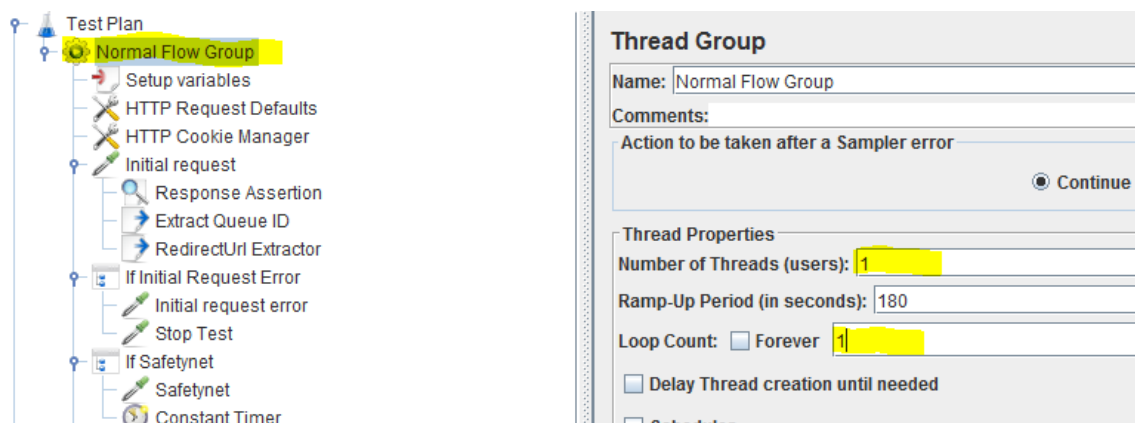 Test Plan
Normal Flow Group
Setup variables
HTTP Request Defaults
HTTP Cookie Manager
Initial request
Response Assertion
Extract Queue ID
RedirectUrl Extractor
If Initial Request Error
Initial request error
Stop Test
If Safetynet
Safetynet
Constant Timer
Thread Group
Name: Normal Flow Group
Comments:
Action to be taken after a Sampler error
Continue
Thread Properties
Number of Threads (users): 1
Ramp-Up Period (in seconds): 180
Loop Count: Forever 1
Delay Thread creation until needed